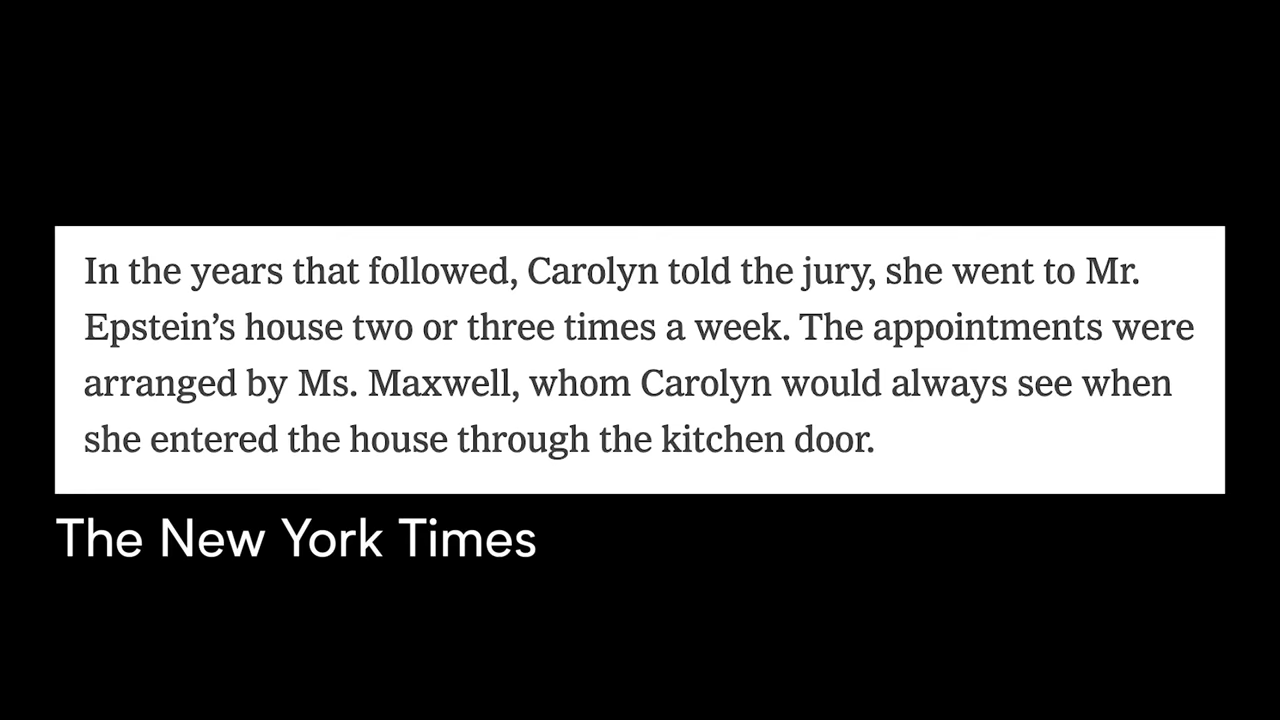 In the years that followed, Carolyn told the jury, she went to Mr.
Epstein’s house two or three times a week. The appointments were
arranged by Ms. Maxwell, whom Carolyn would always see when
she entered the house through the kitchen door.
The New York Times